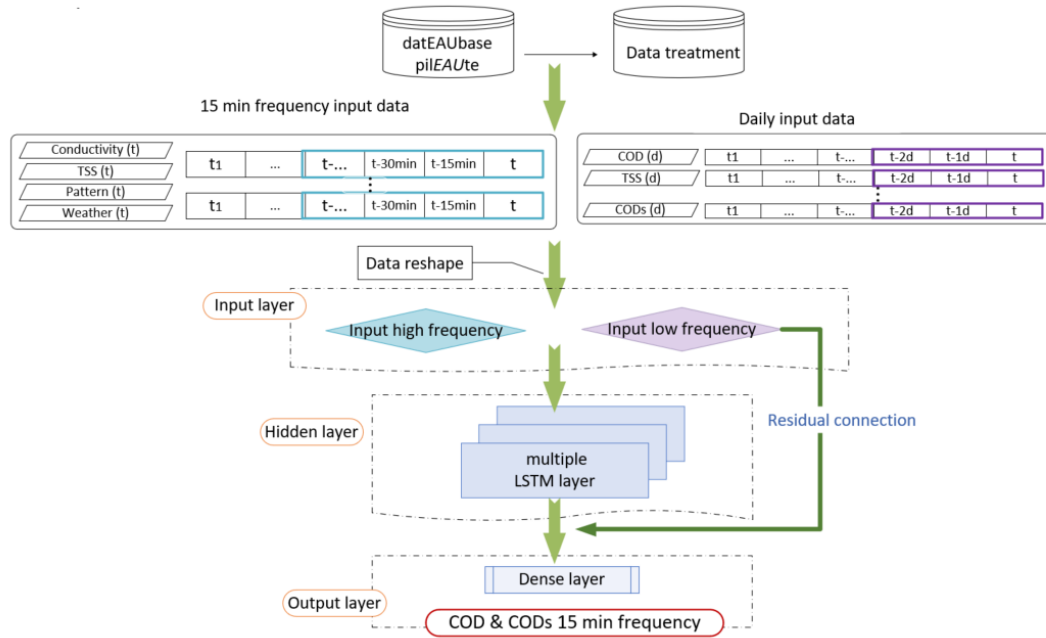 datEAUbase
pilEAUte
Data treatment
15 min frequency input data
Daily input data
Conductivity (t)
TSS (t)
Pattern (t)
Weather (t)
t1 ... t-... t-30min t-15min t
⋮
t1 ... t-... t-30min t-15min t
COD (d) t1 ... t-... t-2d t-1d t
TSS (d) t1 ... t-... t-2d t-1d t
⋮
CODs (d) t1 ... t-... t-2d t-1d t
Data reshape
Input layer
Input high frequency
Input low frequency
Residual connection
Hidden layer
multiple
LSTM layer
Dense layer
Output layer
COD & CODs 15 min frequency